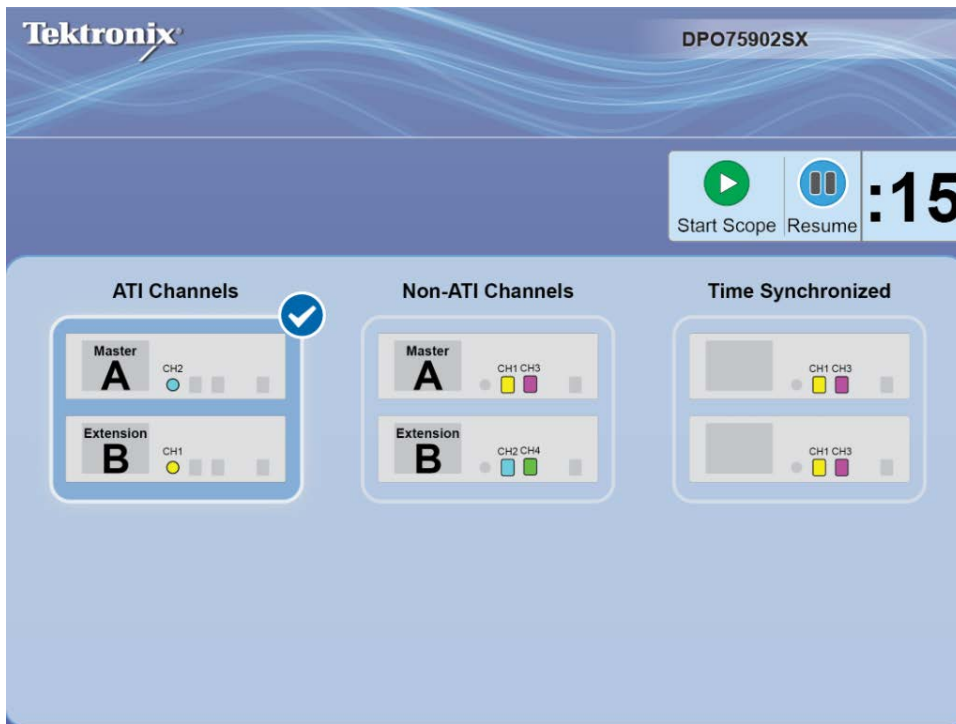 Tektronix
DPO75902SX
Start Scope
Resume
:15
ATI Channels
Master
A
CH2
Extension
B
CH1
Non-ATI Channels
Master
A
CH1 CH3
Extension
B
CH2 CH4
Time Synchronized
CH1 CH3
CH1 CH3